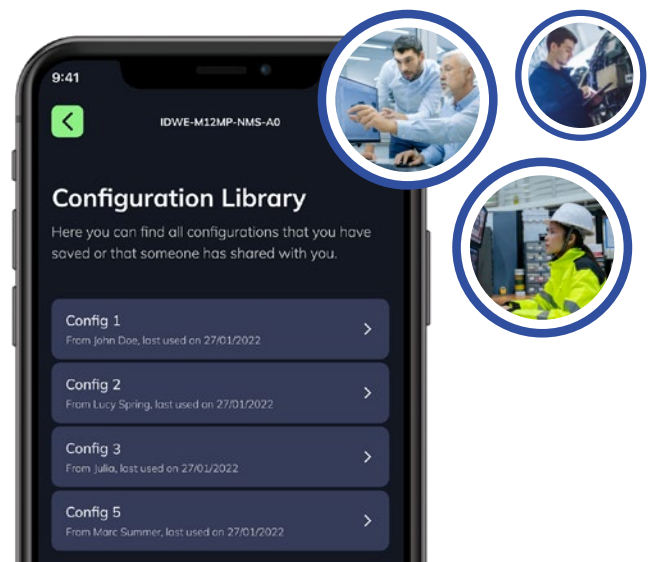 9:41
IDWE-M12MP-NMS-A0
Configuration Library
Here you can find all configurations that you have
saved or that someone has shared with you.
Config 1
From John Doe, last used on 27/01/2022
Config 2
From Lucy Spring, last used on 27/01/2022
Config 3
From Julia, last used on 27/01/2022
Config 5
From Marc Summer, last used on 27/01/2022